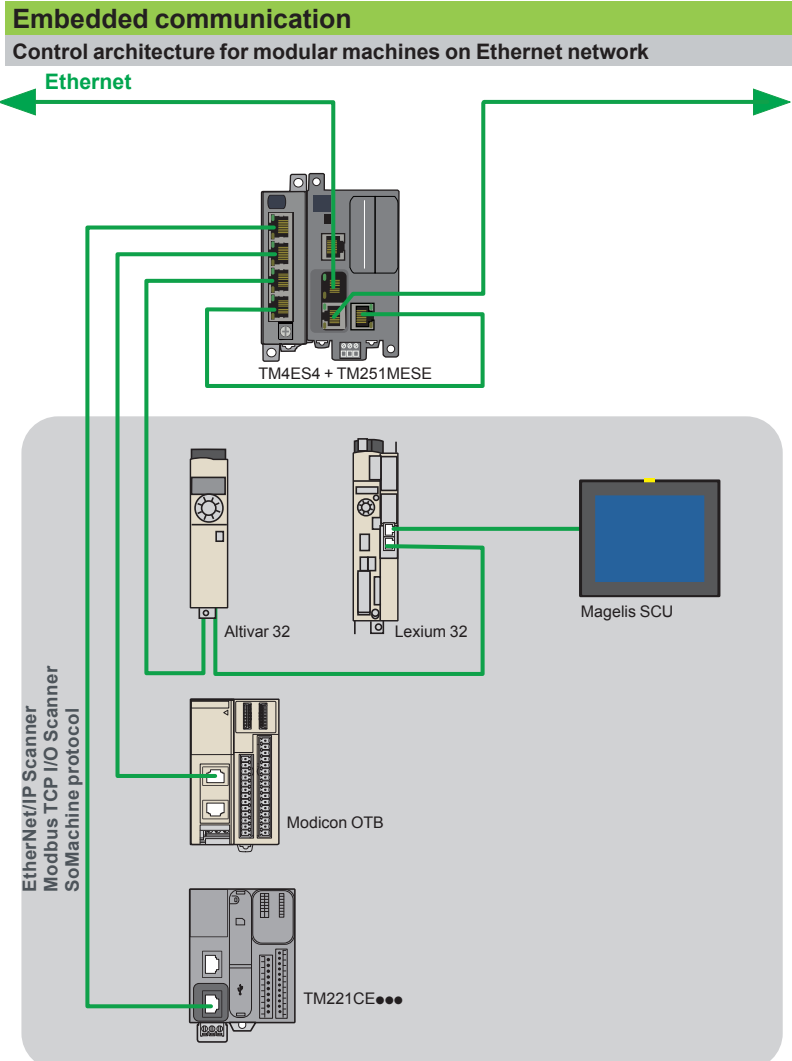 Embedded communication
Control architecture for modular machines on Ethernet network
Ethernet
TM4ES4 + TM251MESE
Altivar 32
Lexium 32
Magelis SCU
EtherNet/IP Scanner
Modbus TCP I/O Scanner
SoMachine protocol
Modicon OTB
TM221CE●●●